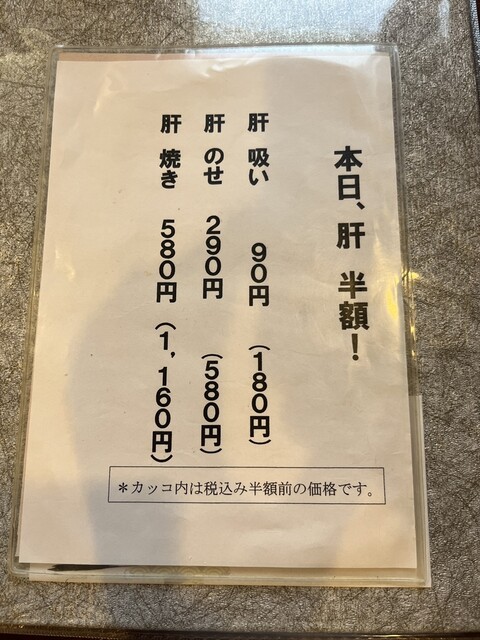 本日、肝 半額！
肝 吸い 90円 (180円)
肝 のせ 290円 (580円)
肝 焼き 580円 (1,160円)
＊カッコ内は税込み半額前の価格です。